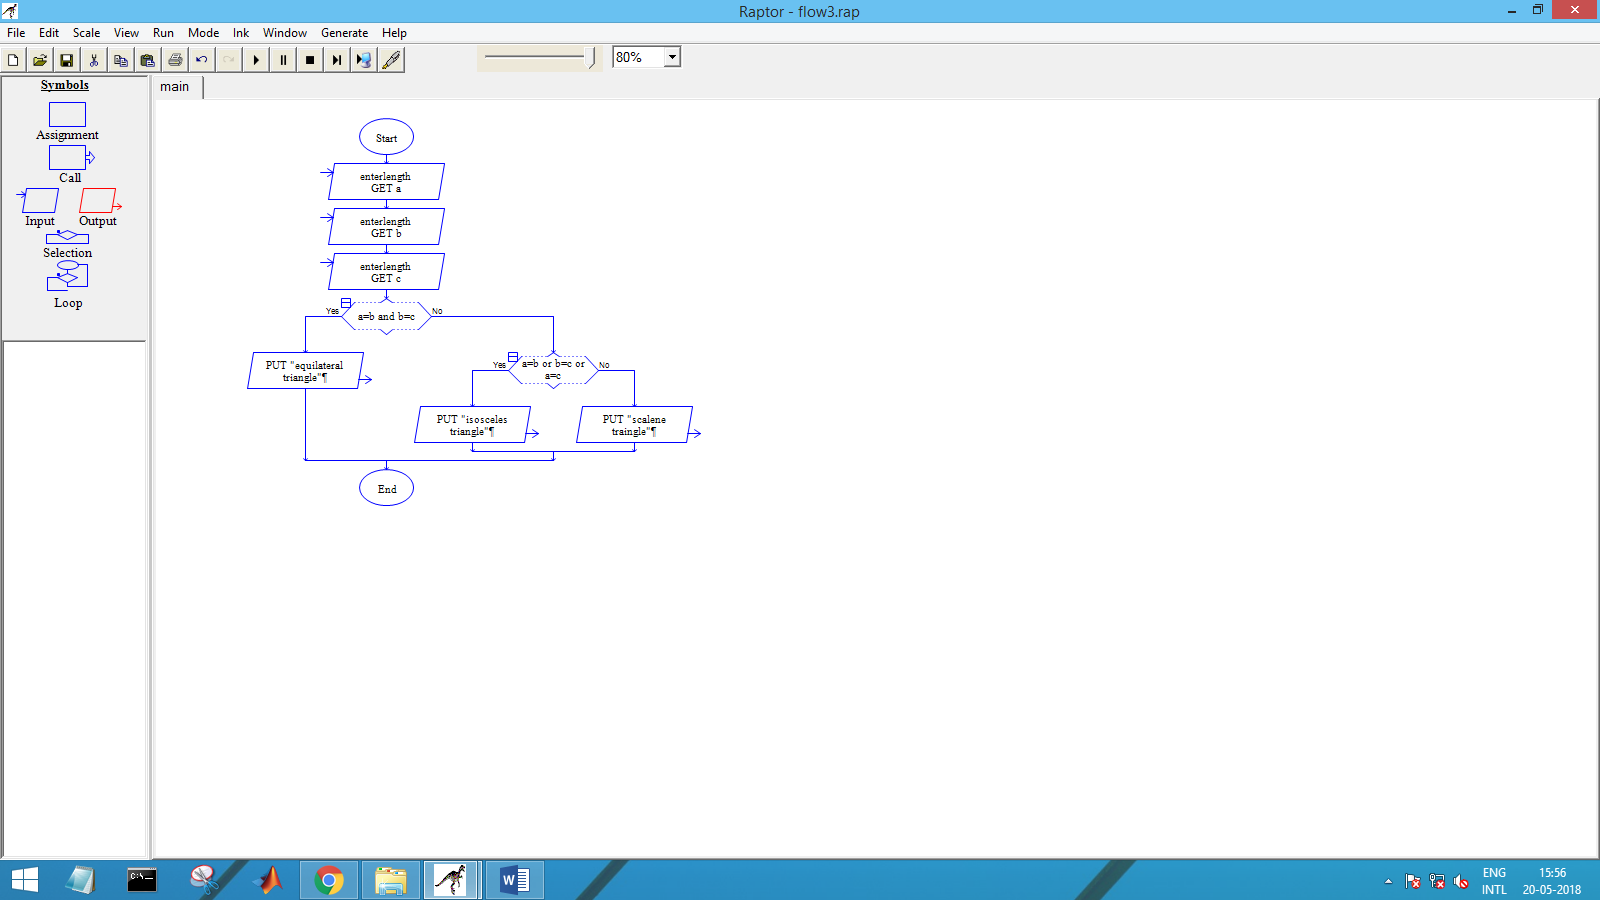 Raptor - flow3.rap
File Edit Scale View Run Mode Ink Window Generate Help
80%
Symbols
main
Assignment
Call
Input Output
Selection
Loop
Start
enterlength
GET a
enterlength
GET b
enterlength
GET c
Yes a=b and b=c No
PUT "equilateral
triangle"¶
Yes a=b or b=c or No
a=c
PUT "isosceles
triangle"¶
PUT "scalene
traingle"¶
End
C:\_
W
ENG 15:56
INTL 20-05-2018